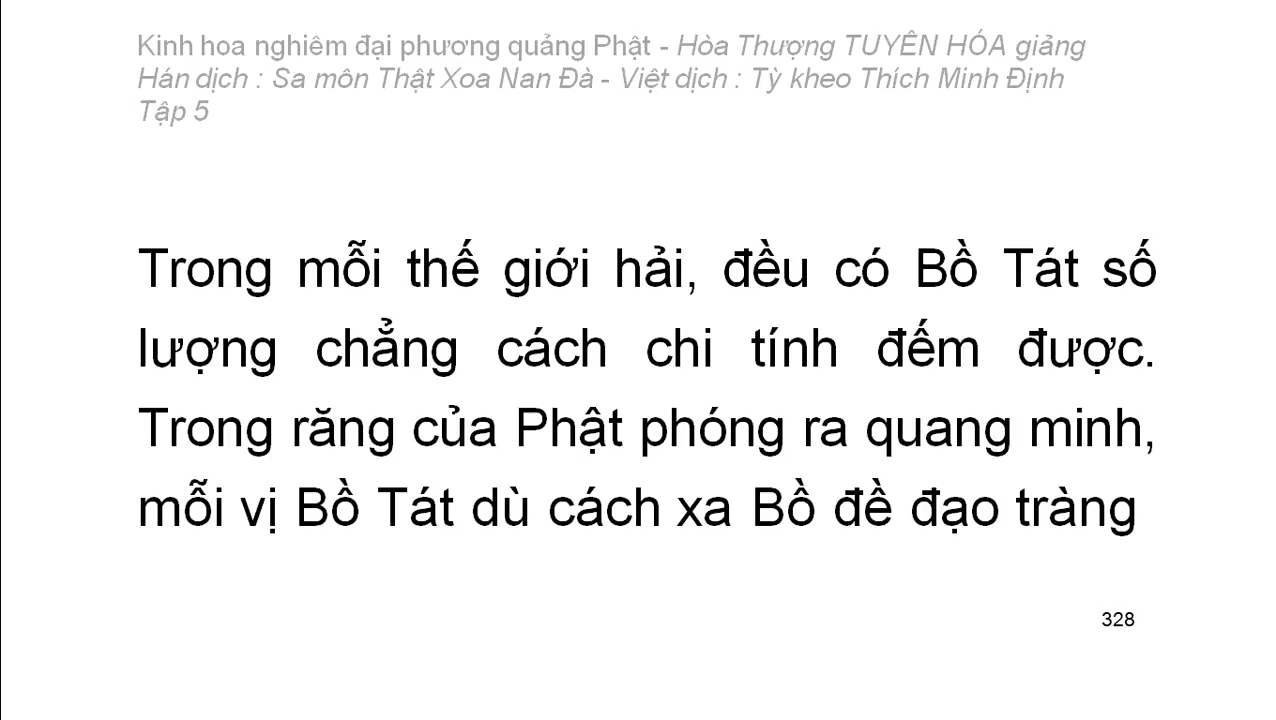 Kinh hoa nghiêm đại phương quảng Phật - Hòa Thượng TUYÊN HÓA giảng
Hán dịch : Sa môn Thật Xoa Nan Đà - Việt dịch : Tỳ kheo Thích Minh Định
Tập 5
Trong mỗi thế giới hải, đều có Bồ Tát số
lượng chẳng cách chi tính đếm được.
Trong răng của Phật phóng ra quang minh,
mỗi vị Bồ Tát dù cách xa Bồ đề đạo tràng
328